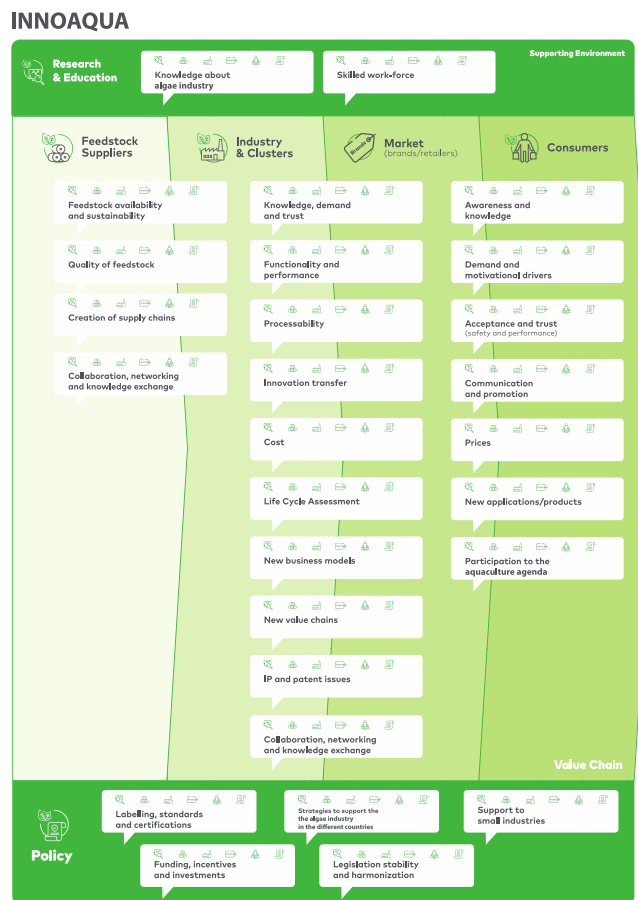 INNOAQUA
Research
& Education
Supporting Environment
Knowledge about
algae industry
Skilled work-force
Feedstock
Suppliers
Industry
& Clusters
Brands
Market
(brands/retailers)
Consumers
Feedstock availability
and sustainability
Quality of feedstock
Creation of supply chains
Collaboration, networking
and knowledge exchange
Knowledge, demand
and trust
Functionality and
performance
Processability
Innovation transfer
Cost
Life Cycle Assessment
New business models
New value chains
IP and patent issues
Collaboration, networking
and knowledge exchange
Awareness and
knowledge
Demand and
motivational drivers
Acceptance and trust
(safety and performance)
Communication
and promotion
Prices
New applications/products
Participation to the
aquaculture agenda
Value Chain
Policy
Labelling, standards
and certifications
Strategies to support the
the algae industry
in the different countries
Support to
small industries
Funding, incentives
and investments
Legislation stability
and harmonization